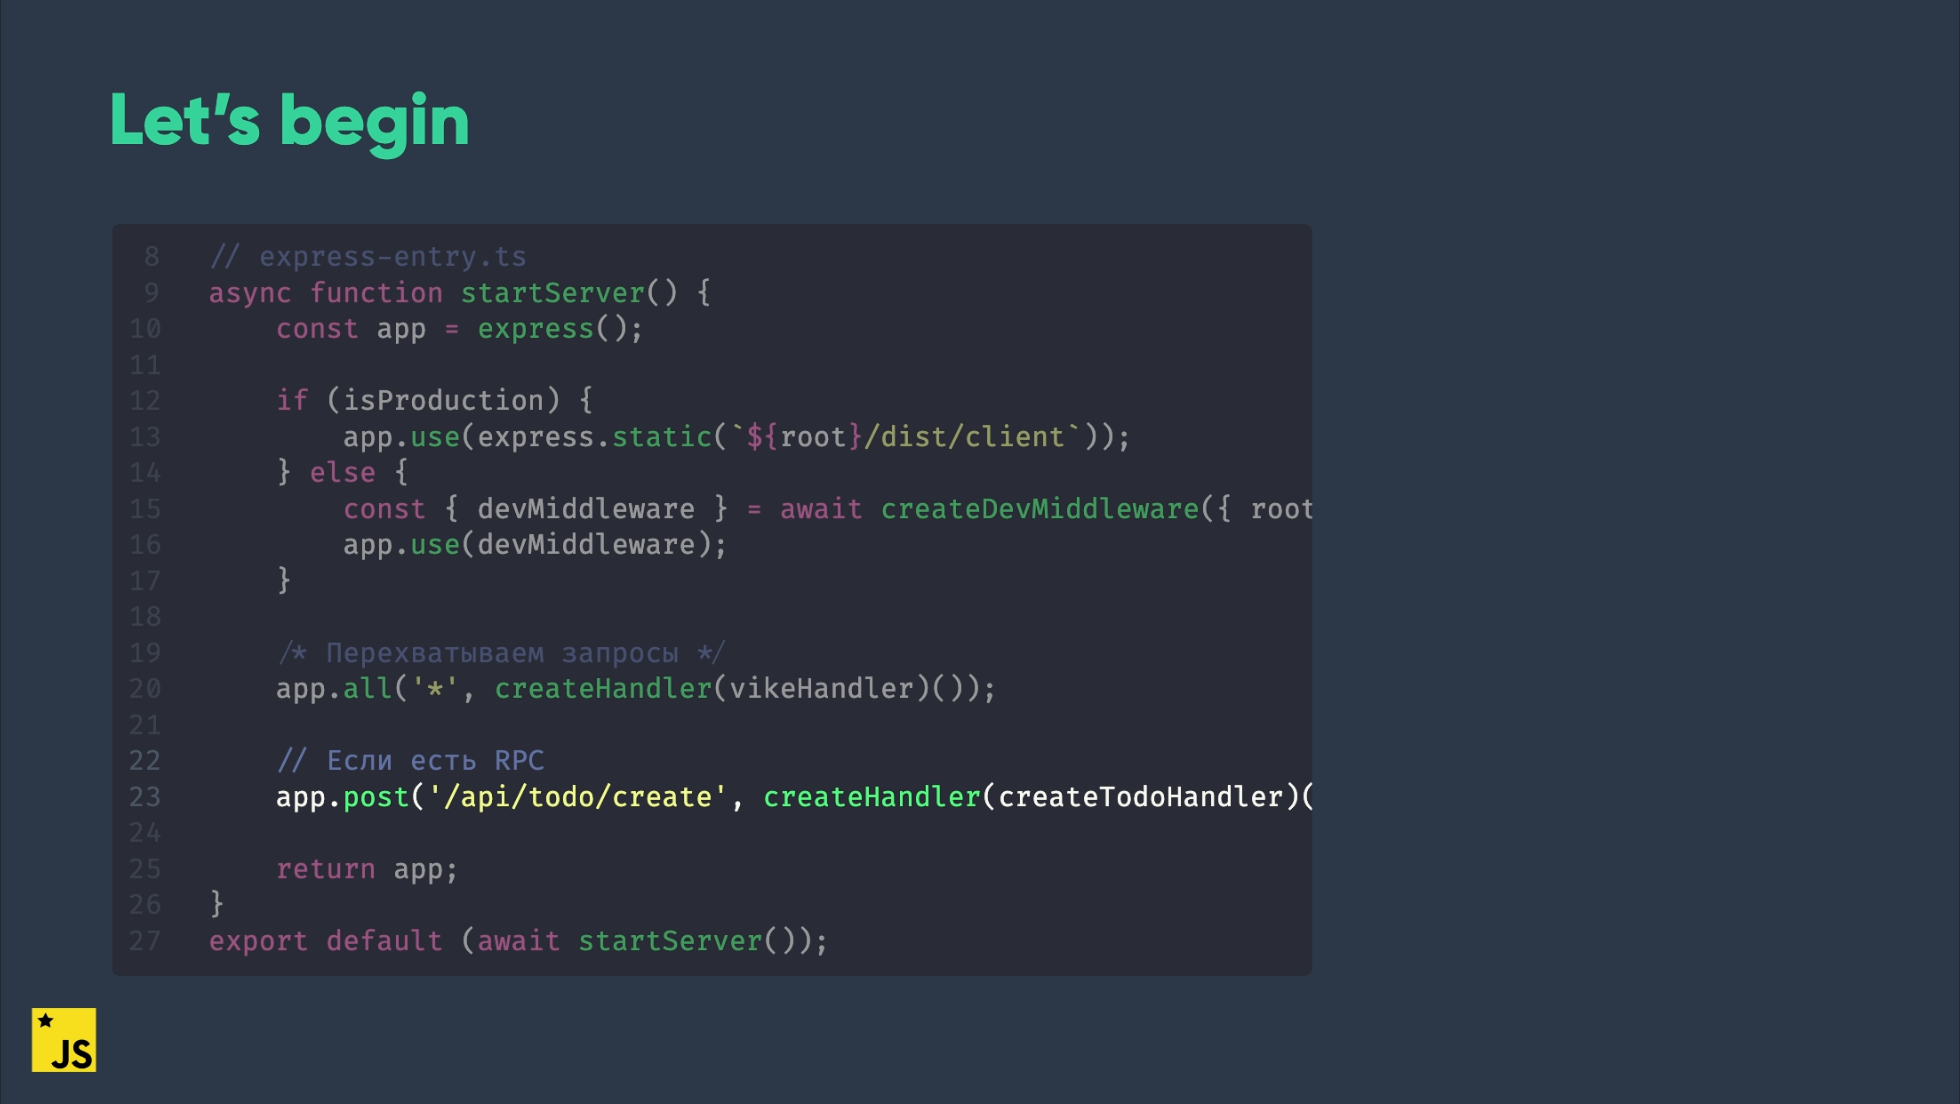 Let’s begin
8 // express-entry.ts
9 async function startServer() {
10     const app = express();
11
12     if (isProduction) {
13         app.use(express.static(`${root}/dist/client`));
14     } else {
15         const { devMiddleware } = await createDevMiddleware({ root
16         app.use(devMiddleware);
17     }
18
19     /* Перехватываем запросы */
20     app.all('*', createHandler(vikeHandler)());
21
22     // Если есть RPC
23     app.post('/api/todo/create', createHandler(createTodoHandler)(
24
25     return app;
26 }
27 export default (await startServer());
JS